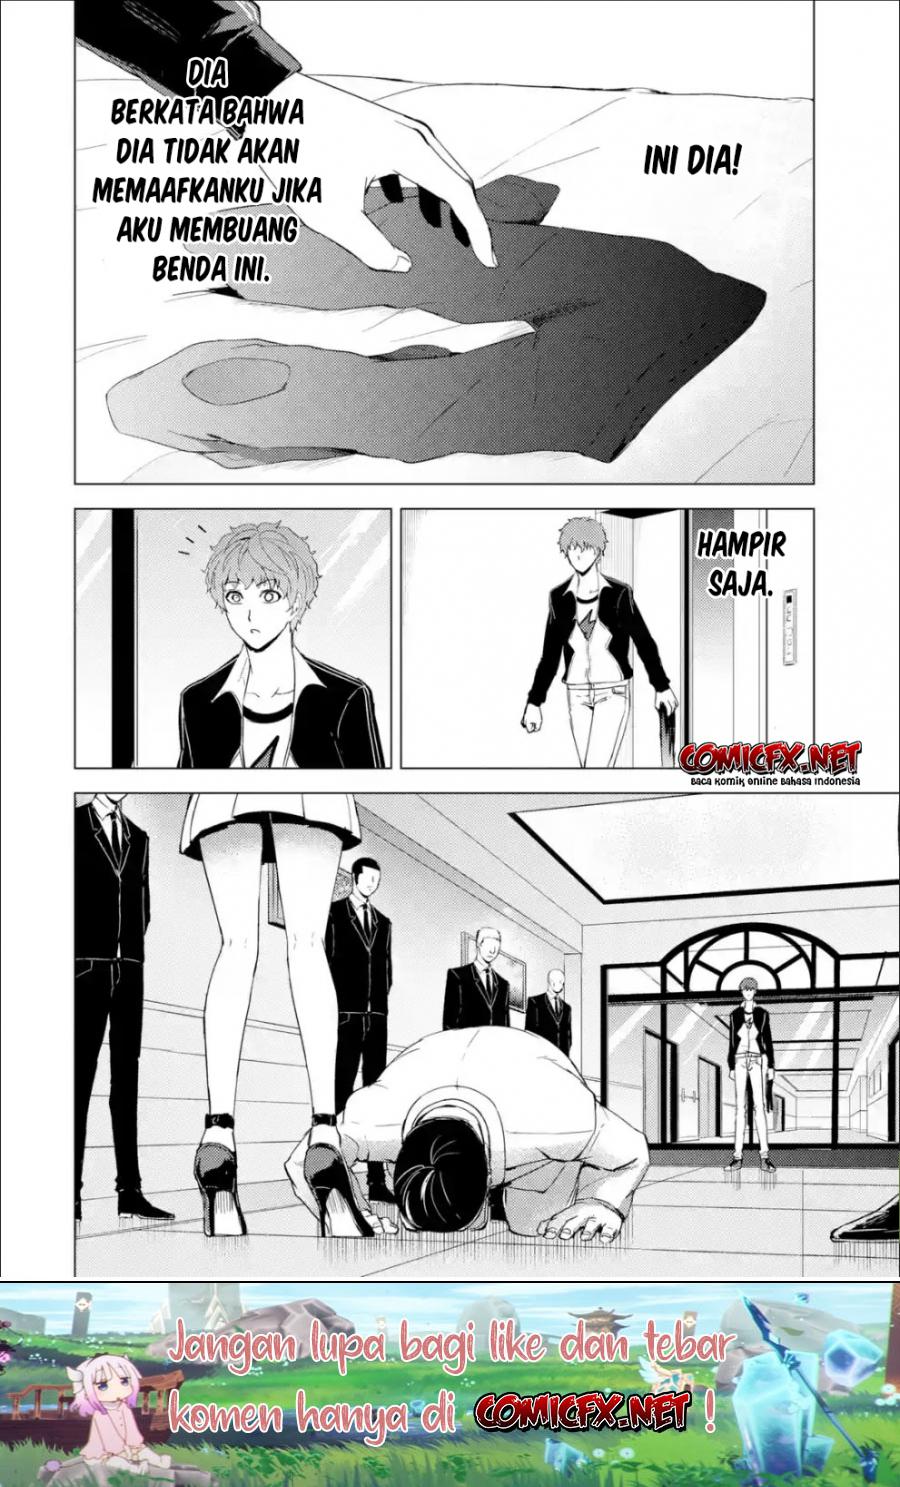 INI DIA!
DIA
BERKATA BAHWA
DIA TIDAK AKAN
MEMAAFKANKU JIKA
AKU MEMBUANG
BENDA INI.
HAMPIR
SAJA.
COMICFX.NET
Baca Komik Online Bahasa Indonesia
Jangan lupa bagi like dan tebar
komen hanya di COMICFX.NET !